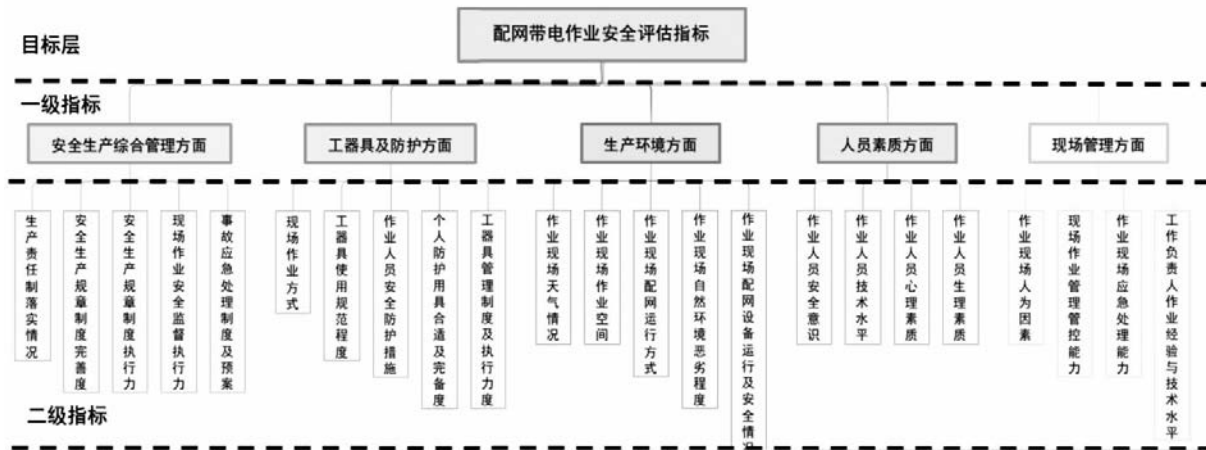 配网带电作业安全评估指标
目标层
一级指标
安全生产综合管理方面
工器具及防护方面
生产环境方面
人员素质方面
现场管理方面
生产责任制落实情况
安全生产规章制度完善度
安全生产规章制度执行力
现场作业安全监督执行力
事故应急处理制度及预案
现场作业方式
工器具使用规范程度
作业人员安全防护措施
个人防护用具合适及完备度
工器具管理制度及执行力度
作业现场天气情况
作业现场作业空间
作业现场配网运行方式
作业现场自然环境恶劣程度
作业现场配网设备运行及安全情况
作业人员安全意识
作业人员技术水平
作业人员心理素质
作业人员生理素质
作业现场人为因素
现场作业管理管控能力
作业现场应急处理能力
工作负责人作业经验与技术水平
二级指标